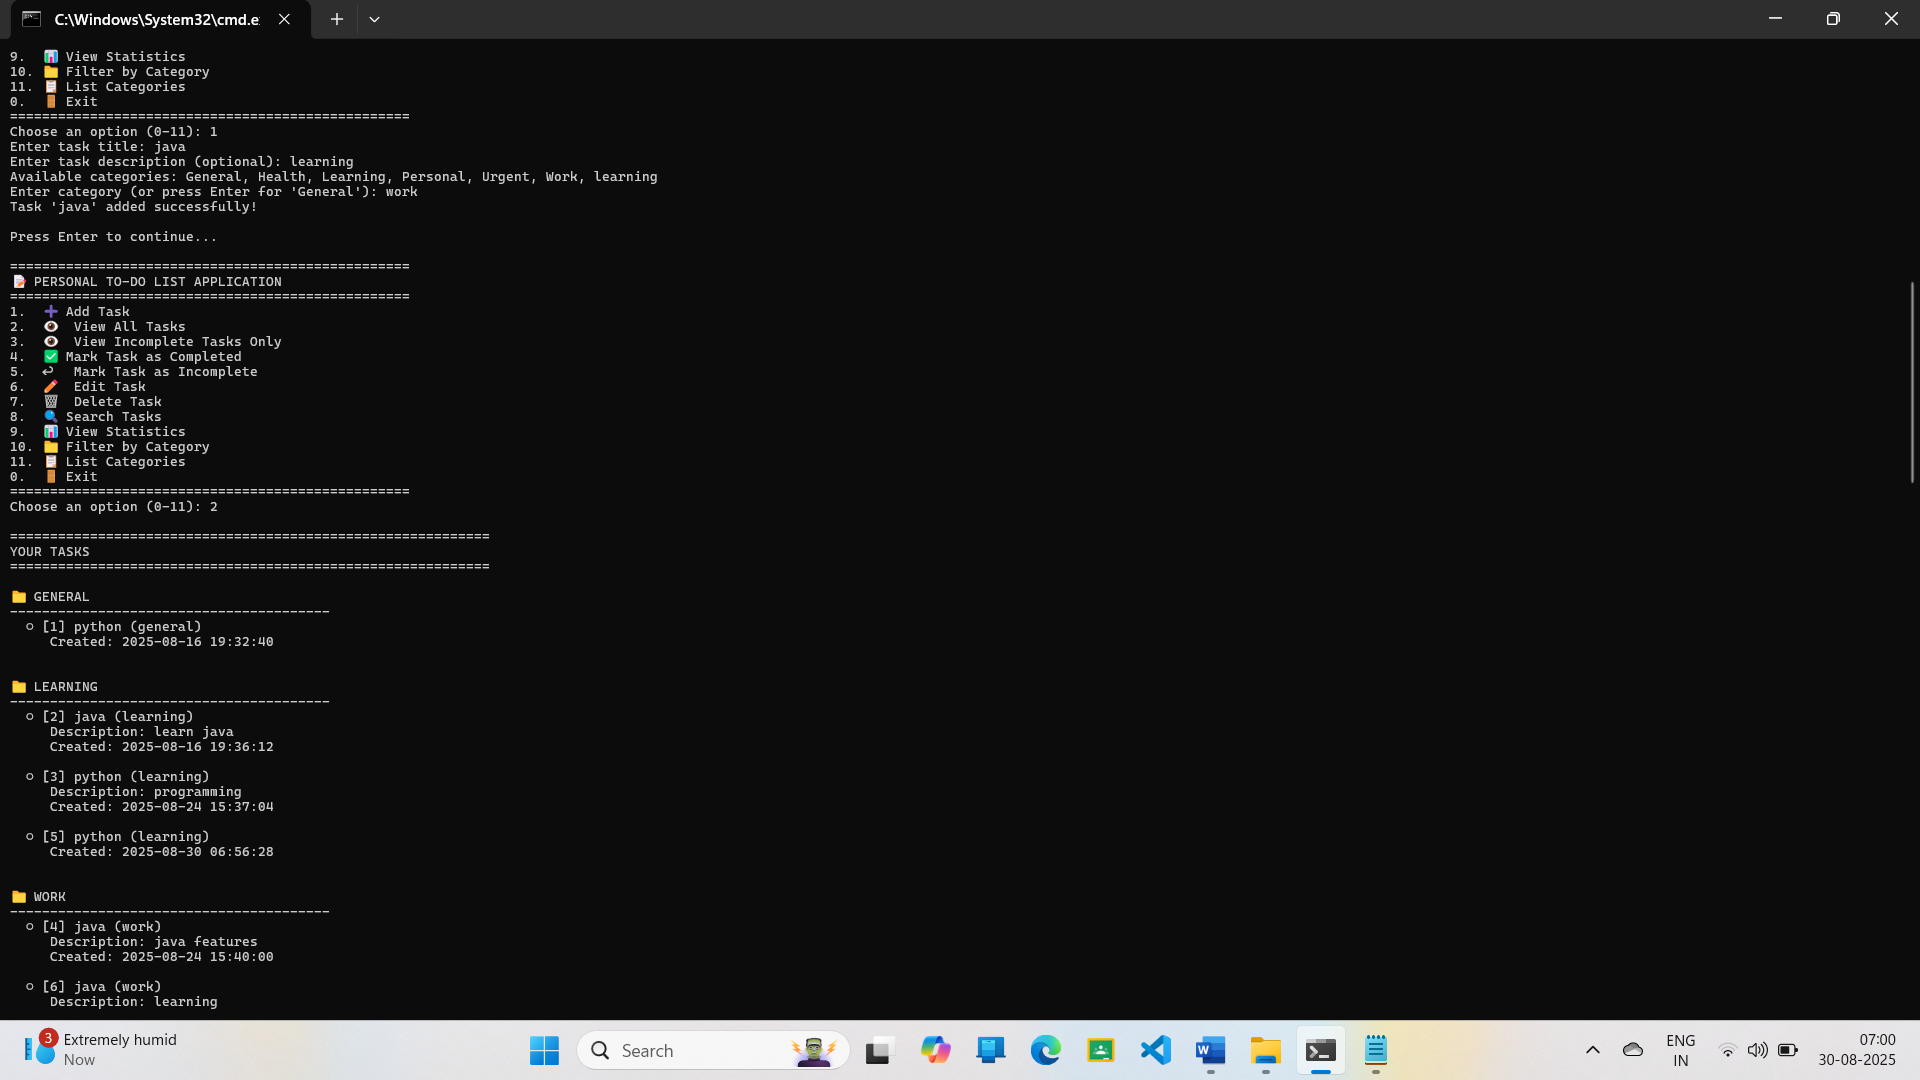 C:\Windows\System32\cmd.e
9. View Statistics
10. Filter by Category
11. List Categories
0. Exit
==================================================
Choose an option (0-11): 1
Enter task title: java
Enter task description (optional): learning
Available categories: General, Health, Learning, Personal, Urgent, Work, learning
Enter category (or press Enter for 'General'): work
Task 'java' added successfully!
Press Enter to continue...
==================================================
PERSONAL TO-DO LIST APPLICATION
==================================================
1. Add Task
2. View All Tasks
3. View Incomplete Tasks Only
4. Mark Task as Completed
5. Mark Task as Incomplete
6. Edit Task
7. Delete Task
8. Search Tasks
9. View Statistics
10. Filter by Category
11. List Categories
0. Exit
==================================================
Choose an option (0-11): 2
============================================================
YOUR TASKS
============================================================
GENERAL
----------------------------------------
○ [1] python (general)
Created: 2025-08-16 19:32:40
LEARNING
----------------------------------------
○ [2] java (learning)
Description: learn java
Created: 2025-08-16 19:36:12
○ [3] python (learning)
Description: programming
Created: 2025-08-24 15:37:04
○ [5] python (learning)
Created: 2025-08-30 06:56:28
WORK
----------------------------------------
○ [4] java (work)
Description: java features
Created: 2025-08-24 15:40:00
○ [6] java (work)
Description: learning
3
Extremely humid
Now
Search
ENG
IN
07:00
30-08-2025